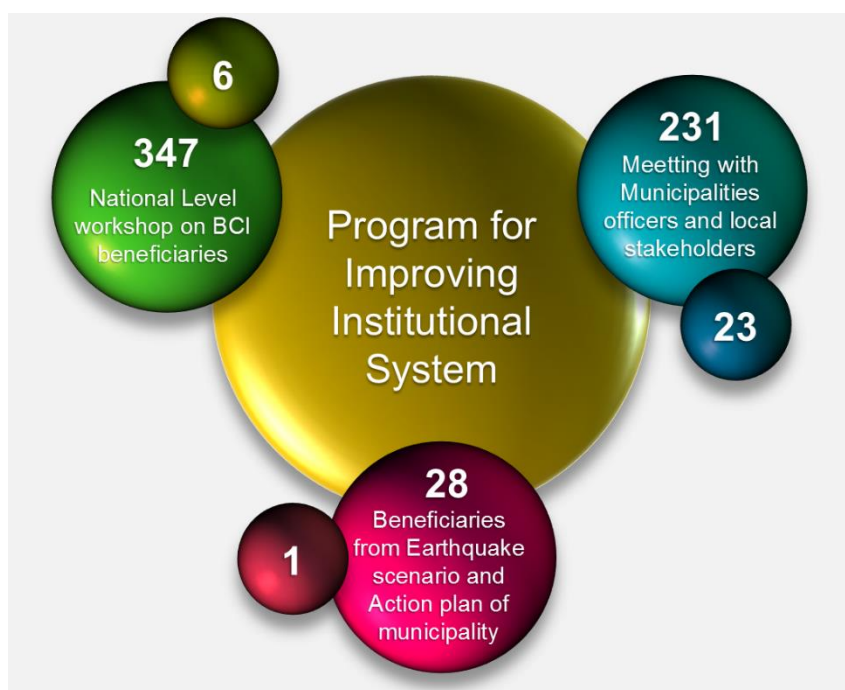 6
347
National Level
workshop on BCI
beneficiaries
Program for
Improving
Institutional
System
231
Meetting with
Municipalities
officers and local
stakeholders
23
28
Beneficiaries
from Earthquake
scenario and
Action plan of
municipality
1